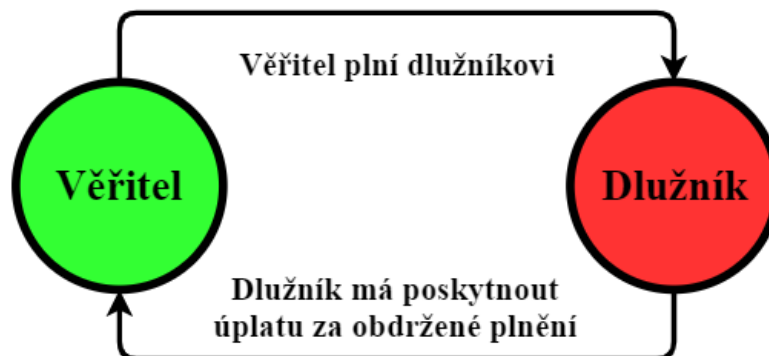 Věřitel plní dlužníkovi
Věřitel
Dlužník
Dlužník má poskytnout
úplatu za obdržené plnění